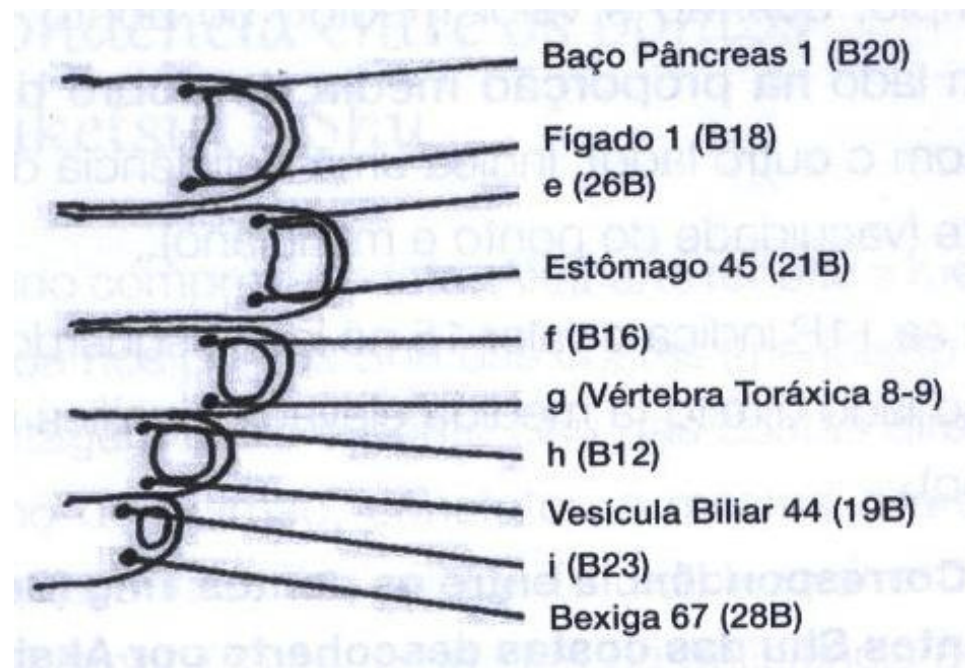 Baço Pâncreas 1 (B20)
Fígado 1 (B18)
e (26B)
Estômago 45 (21B)
f (B16)
g (Vértebra Toráxica 8-9)
h (B12)
Vesícula Biliar 44 (19B)
i (B23)
Bexiga 67 (28B)